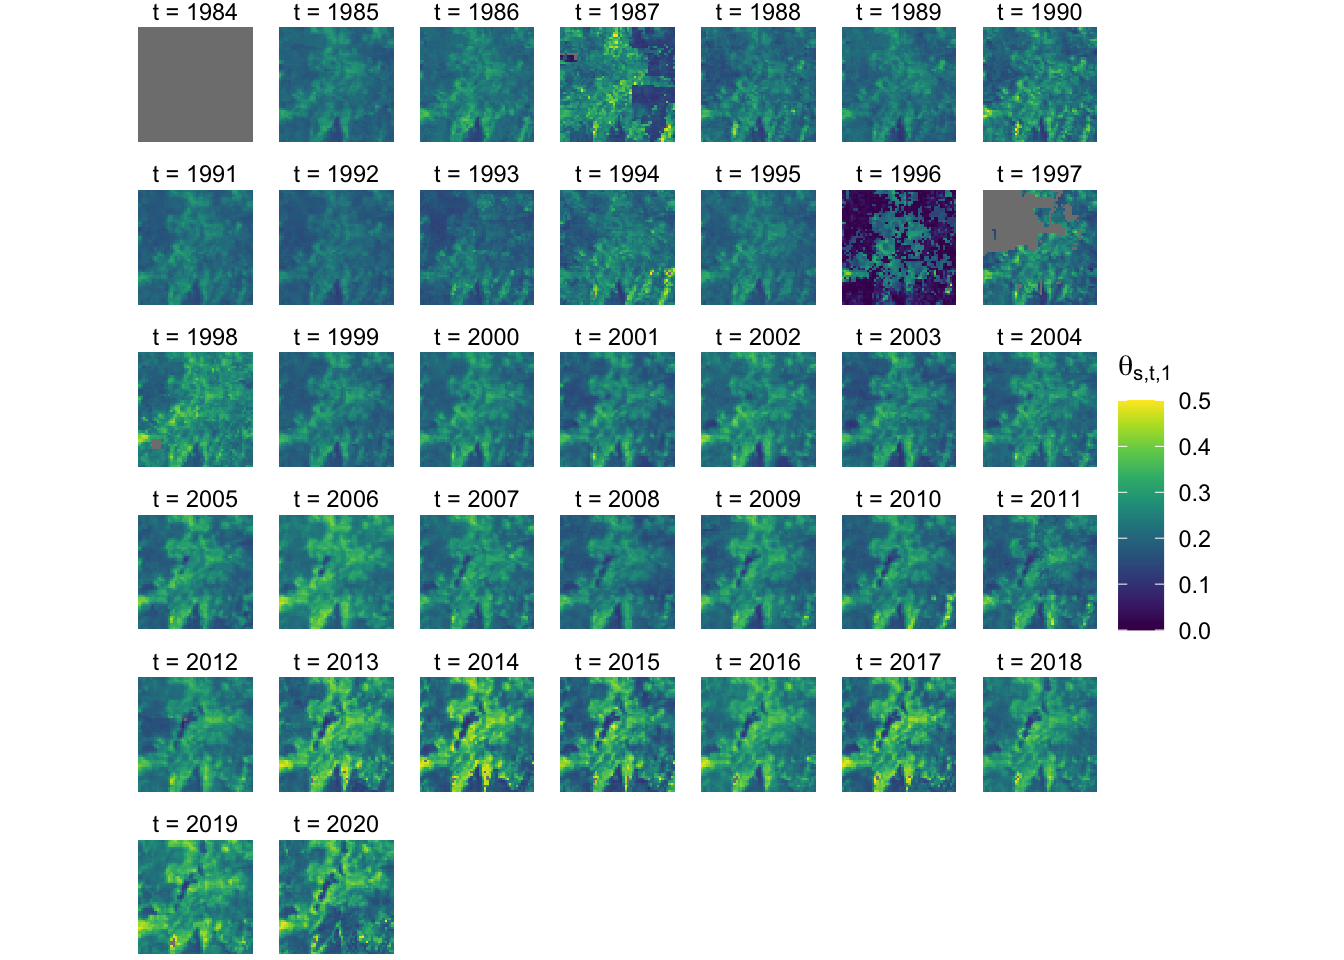 t = 1984 t = 1985 t = 1986 t = 1987 t = 1988 t = 1989 t = 1990
t = 1991 t = 1992 t = 1993 t = 1994 t = 1995 t = 1996 t = 1997
t = 1998 t = 1999 t = 2000 t = 2001 t = 2002 t = 2003 t = 2004
θs,t,1
0.5
0.4
0.3
0.2
0.1
0.0
t = 2005 t = 2006 t = 2007 t = 2008 t = 2009 t = 2010 t = 2011
t = 2012 t = 2013 t = 2014 t = 2015 t = 2016 t = 2017 t = 2018
t = 2019 t = 2020